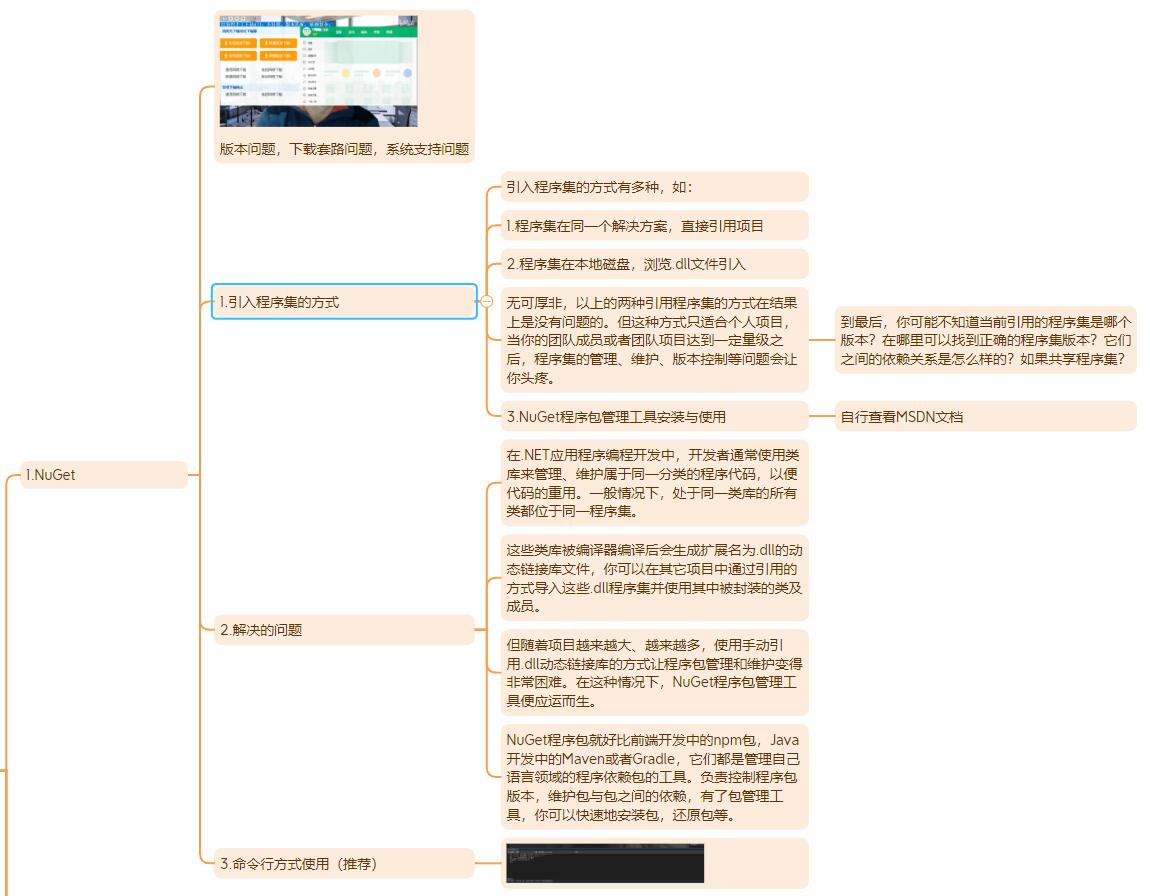 版本问题，下载套路问题，系统支持问题
引入程序集的方式有多种，如：
1.程序集在同一个解决方案，直接引用项目
2.程序集在本地磁盘，浏览.dll文件引入
1.引入程序集的方式
无可厚非，以上的两种引用程序集的方式在结果
上是没有问题的。但这种方式只适合个人项目，
当你的团队成员或者团队项目达到一定量级之
后，程序集的管理、维护、版本控制等问题会让
你头疼。
到最后，你可能不知道当前引用的程序集是哪个
版本？在哪里可以找到正确的程序集版本？它们
之间的依赖关系是怎么样的？如果共享程序集？
3.NuGet程序包管理工具安装与使用
自行查看MSDN文档
1.NuGet
在.NET应用程序编程开发中，开发者通常使用类
库来管理、维护属于同一分类的程序代码，以便
代码的重用。一般情况下，处于同一类库的所有
类都位于同一程序集。
这些类库被编译器编译后会生成扩展名为.dll的动
态链接库文件，你可以在其它项目中通过引用的
方式导入这些.dll程序集并使用其中被封装的类及
成员。
2.解决的问题
但随着项目越来越大、越来越多，使用手动引
用.dll动态链接库的方式让程序包管理和维护变得
非常困难。在这种情况下，NuGet程序包管理工
具便应运而生。
NuGet程序包就好比前端开发中的npm包，Java
开发中的Maven或者Gradle，它们都是管理自己
语言领域的程序依赖包的工具。负责控制程序包
版本，维护包与包之间的依赖，有了包管理工
具，你可以快速地安装包，还原包等。
3.命令行方式使用（推荐）